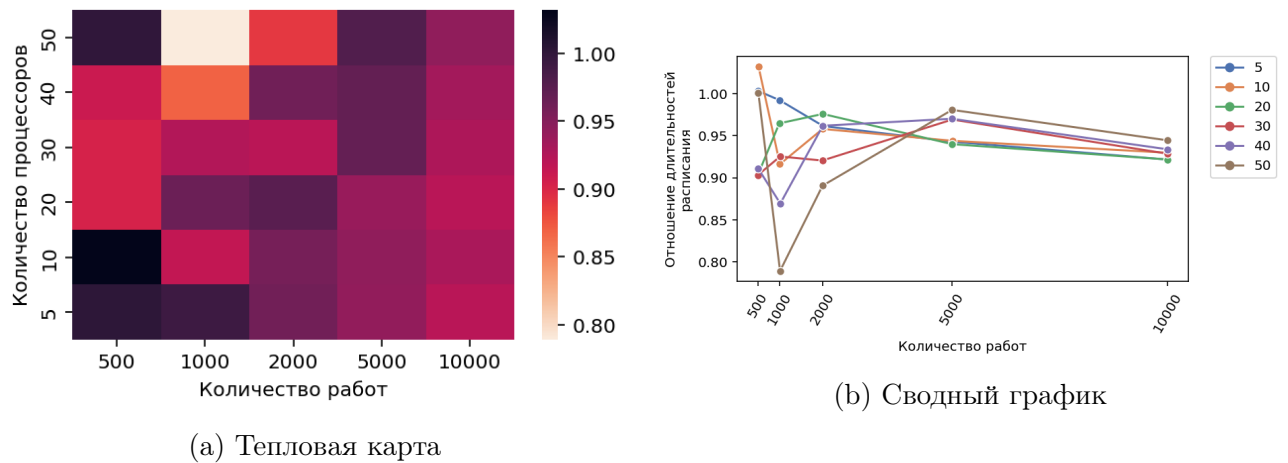 Количество процессоров
50
40
30
20
10
5
500 1000 2000 5000 10000
Количество работ
1.00
0.95
0.90
0.85
0.80
(a) Тепловая карта
Отношение длительностей
расписания
1.00
0.95
0.90
0.85
0.80
500 1000 2000 5000 10000
Количество работ
5
10
20
30
40
50
(b) Сводный график